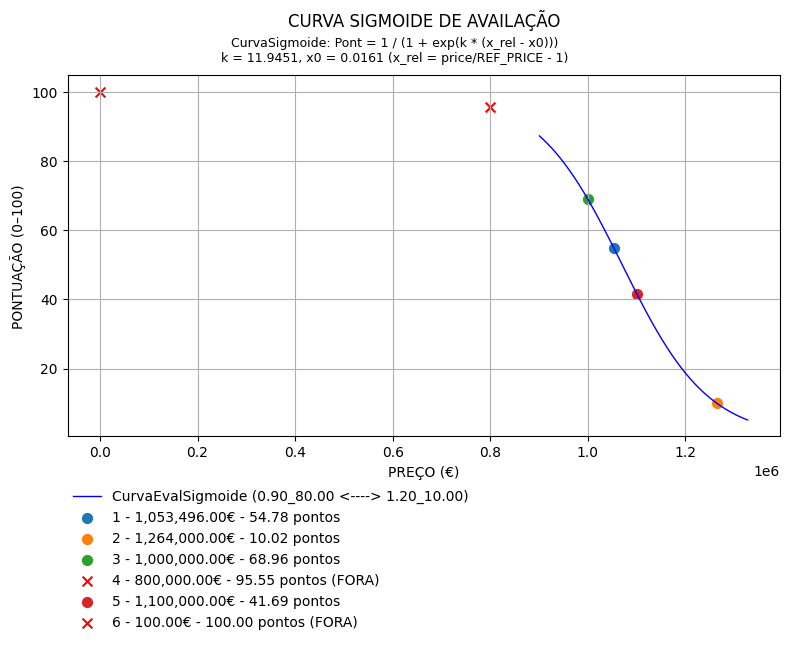 CURVA SIGMOIDE DE AVAILAÇÃO
CurvaSigmoide: Pont = 1 / (1 + exp(k * (x_rel - x0)))
k = 11.9451, x0 = 0.0161 (x_rel = price/REF_PRICE - 1)
PONTUAÇÃO (0–100)
100
80
60
40
20
0.0 0.2 0.4 0.6 0.8 1.0 1.2
1e6
PREÇO (€)
CurvaEvalSigmoide (0.90_80.00 <----> 1.20_10.00)
1 - 1,053,496.00€ - 54.78 pontos
2 - 1,264,000.00€ - 10.02 pontos
3 - 1,000,000.00€ - 68.96 pontos
4 - 800,000.00€ - 95.55 pontos (FORA)
5 - 1,100,000.00€ - 41.69 pontos
6 - 100.00€ - 100.00 pontos (FORA)